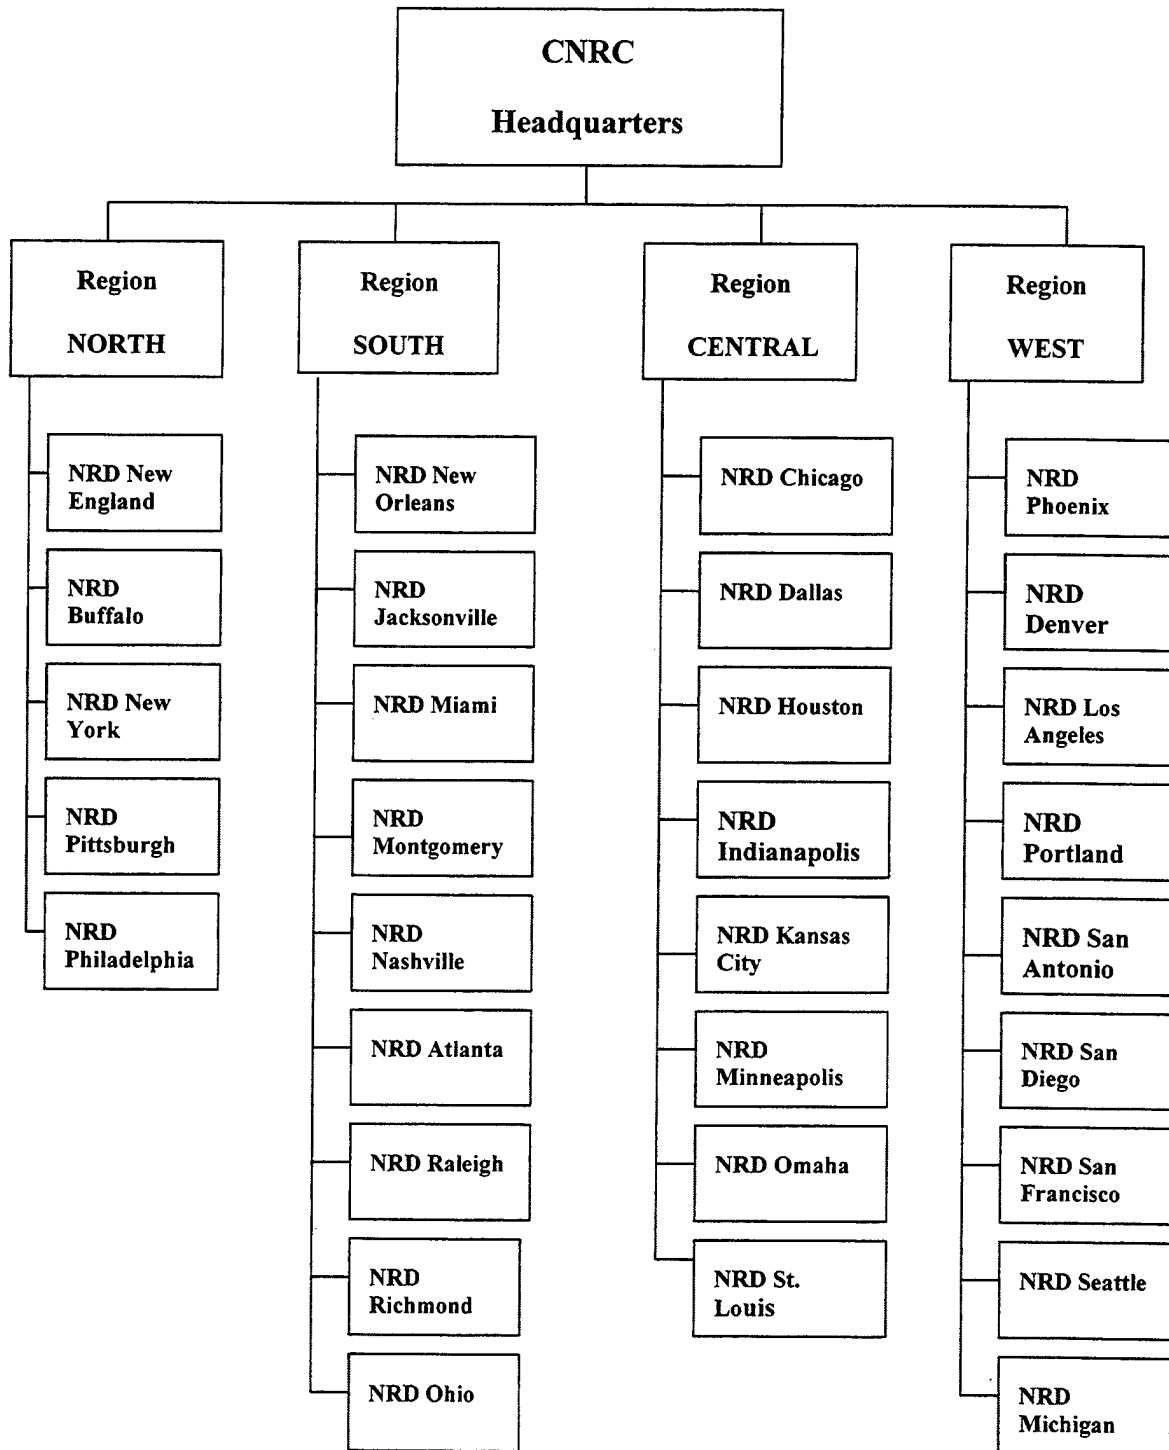 CNRC
Headquarters
Region
NORTH
NRD New
England
NRD
Buffalo
NRD New
York
NRD
Pittsburgh
NRD
Philadelphia
Region
SOUTH
NRD New
Orleans
NRD
Jacksonville
NRD Miami
NRD
Montgomery
NRD
Nashville
NRD Atlanta
NRD Raleigh
NRD
Richmond
NRD Ohio
Region
CENTRAL
NRD Chicago
NRD Dallas
NRD Houston
NRD
Indianapolis
NRD Kansas
City
NRD
Minneapolis
NRD Omaha
NRD St.
Louis
Region
WEST
NRD
Phoenix
NRD
Denver
NRD Los
Angeles
NRD
Portland
NRD San
Antonio
NRD San
Diego
NRD San
Francisco
NRD Seattle
NRD
Michigan